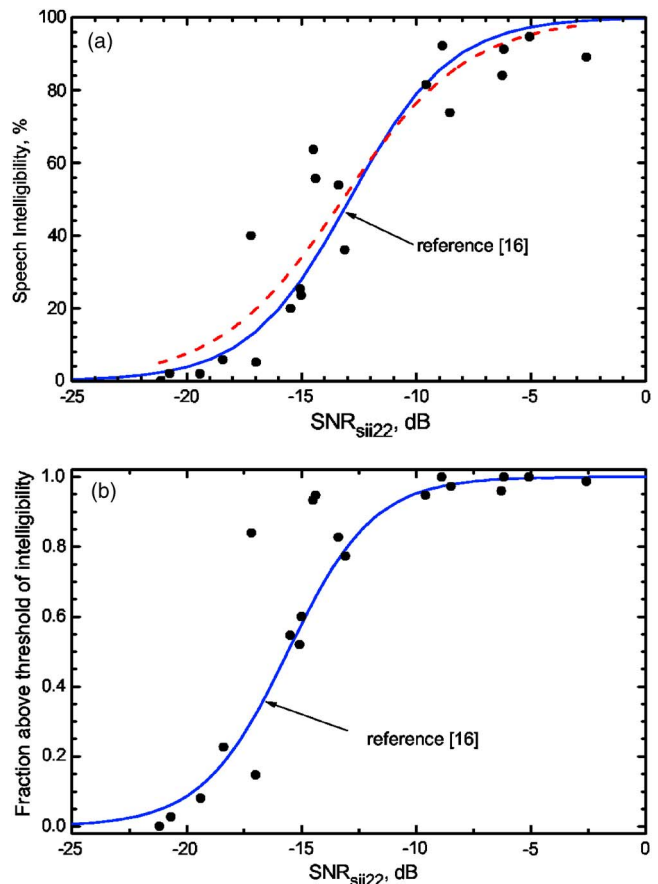 (a)
Speech Intelligibility, %
100
80
60
40
20
0
reference [16]
-25 -20 -15 -10 -5 0
SNRsii22, dB
(b)
Fraction above threshold of intelligibility
1.0
0.8
0.6
0.4
0.2
0.0
reference [16]
-25 -20 -15 -10 -5 0
SNRsii22, dB